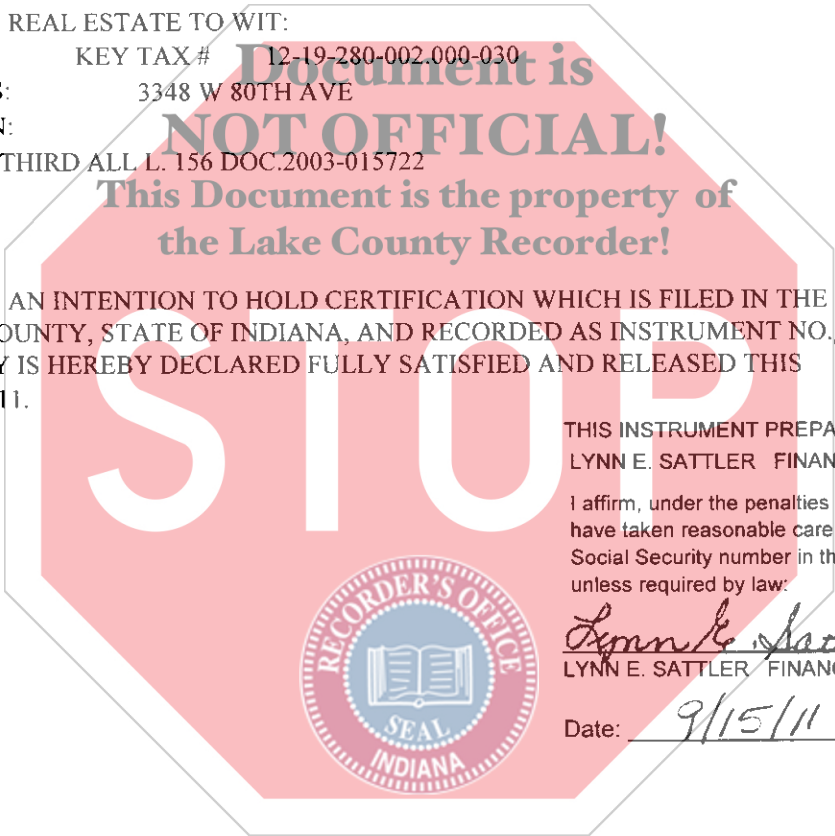 REAL ESTATE TO WIT:
KEY TAX # 12-19-280-002.000-030
Document is
3348 W 80TH AVE
NOT OFFICIAL!
THIRD ALL L. 156 DOC.2003-015722
This Document is the property of
the Lake County Recorder!
AN INTENTION TO HOLD CERTIFICATION WHICH IS FILED IN THE
OUNTY, STATE OF INDIANA, AND RECORDED AS INSTRUMENT NO.
Y IS HEREBY DECLARED FULLY SATISFIED AND RELEASED THIS
11.
STOP
THIS INSTRUMENT PREPA
LYNN E. SATTLER FINAN
I affirm, under the penalties
have taken reasonable care
Social Security number in th
unless required by law:
Lynn E. Sat
LYNN E. SATTLER FINANC
Date: 9/15/11
RECORDER'S OFFICE
SEAL
INDIANA